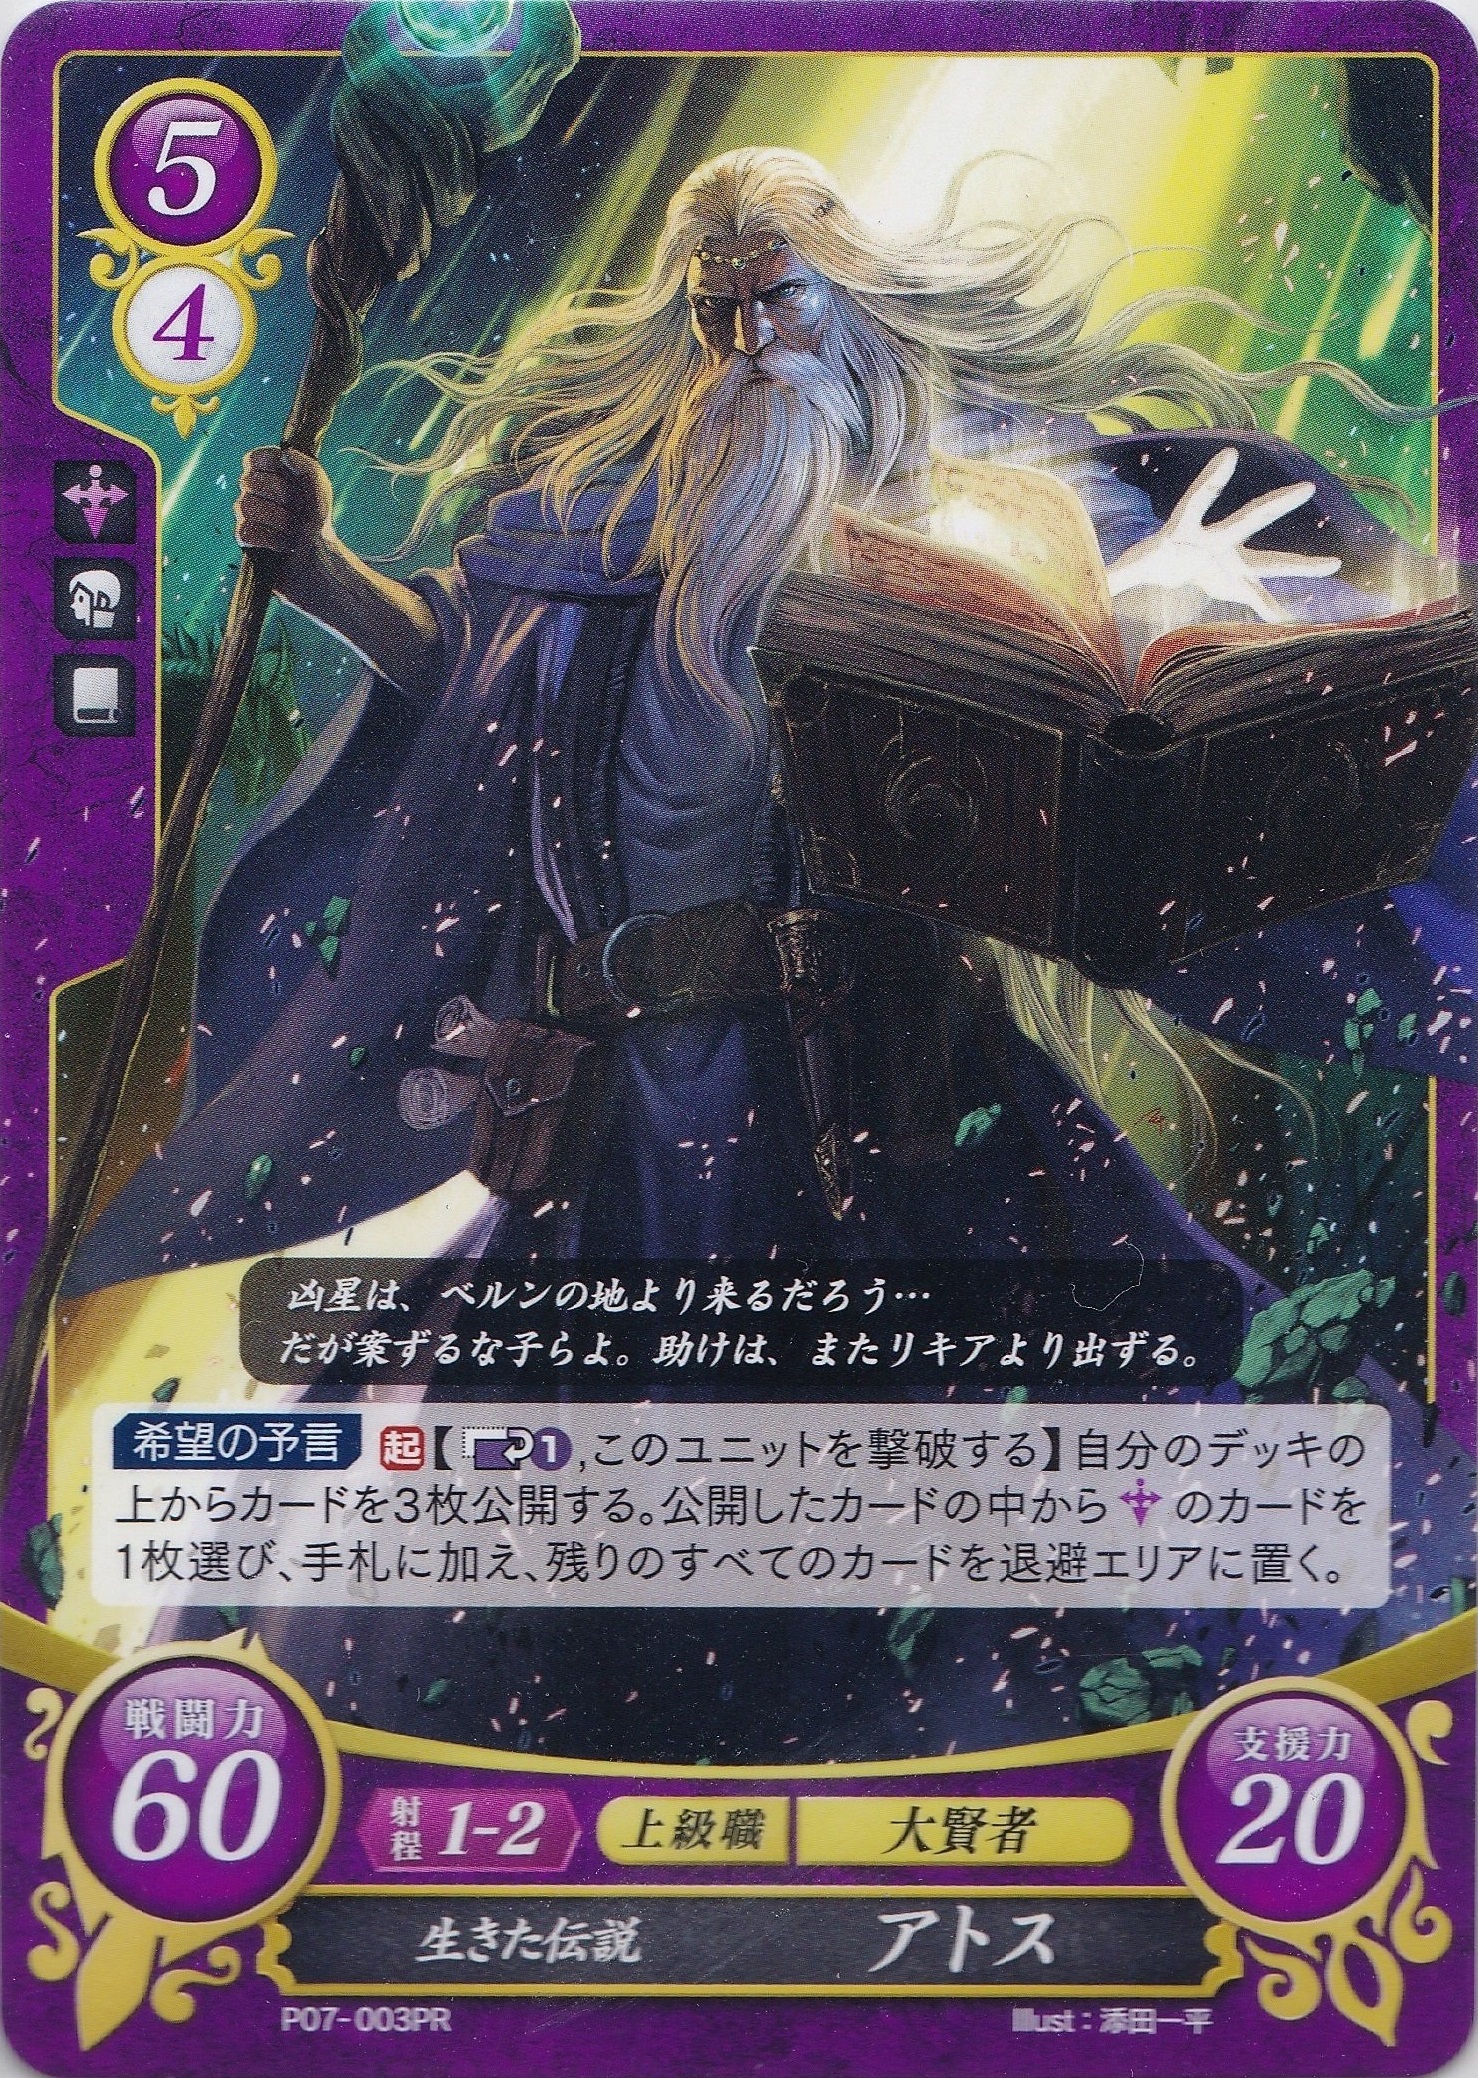 5
4
凶星は、ベルンの地より来るだろう…
だが案ずるな子らよ。助けは、またリキアより出ずる。
希望の予言 起【1,このユニットを撃破する】自分のデッキの
上からカードを3枚公開する。公開したカードの中から のカードを
1枚選び、手札に加え、残りのすべてのカードを退避エリアに置く。
戦闘力
60
射程 1-2
上級職 大賢者
支援力
20
生きた伝説 アトス
P07-003PR
Illust：添田一平